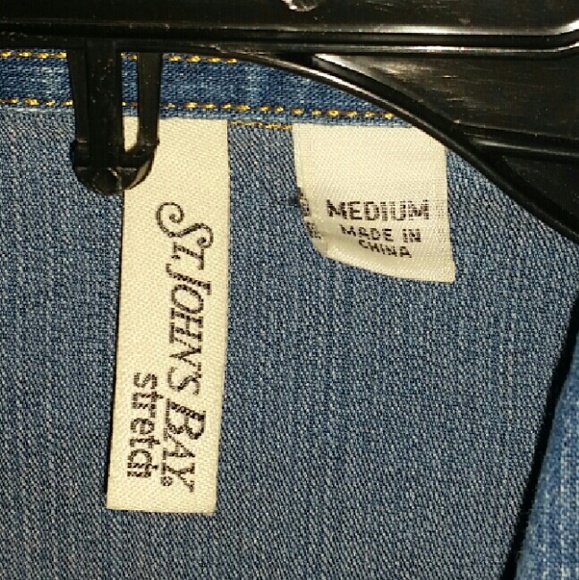 St. John's Bay®
stretch
MEDIUM
MADE IN
CHINA